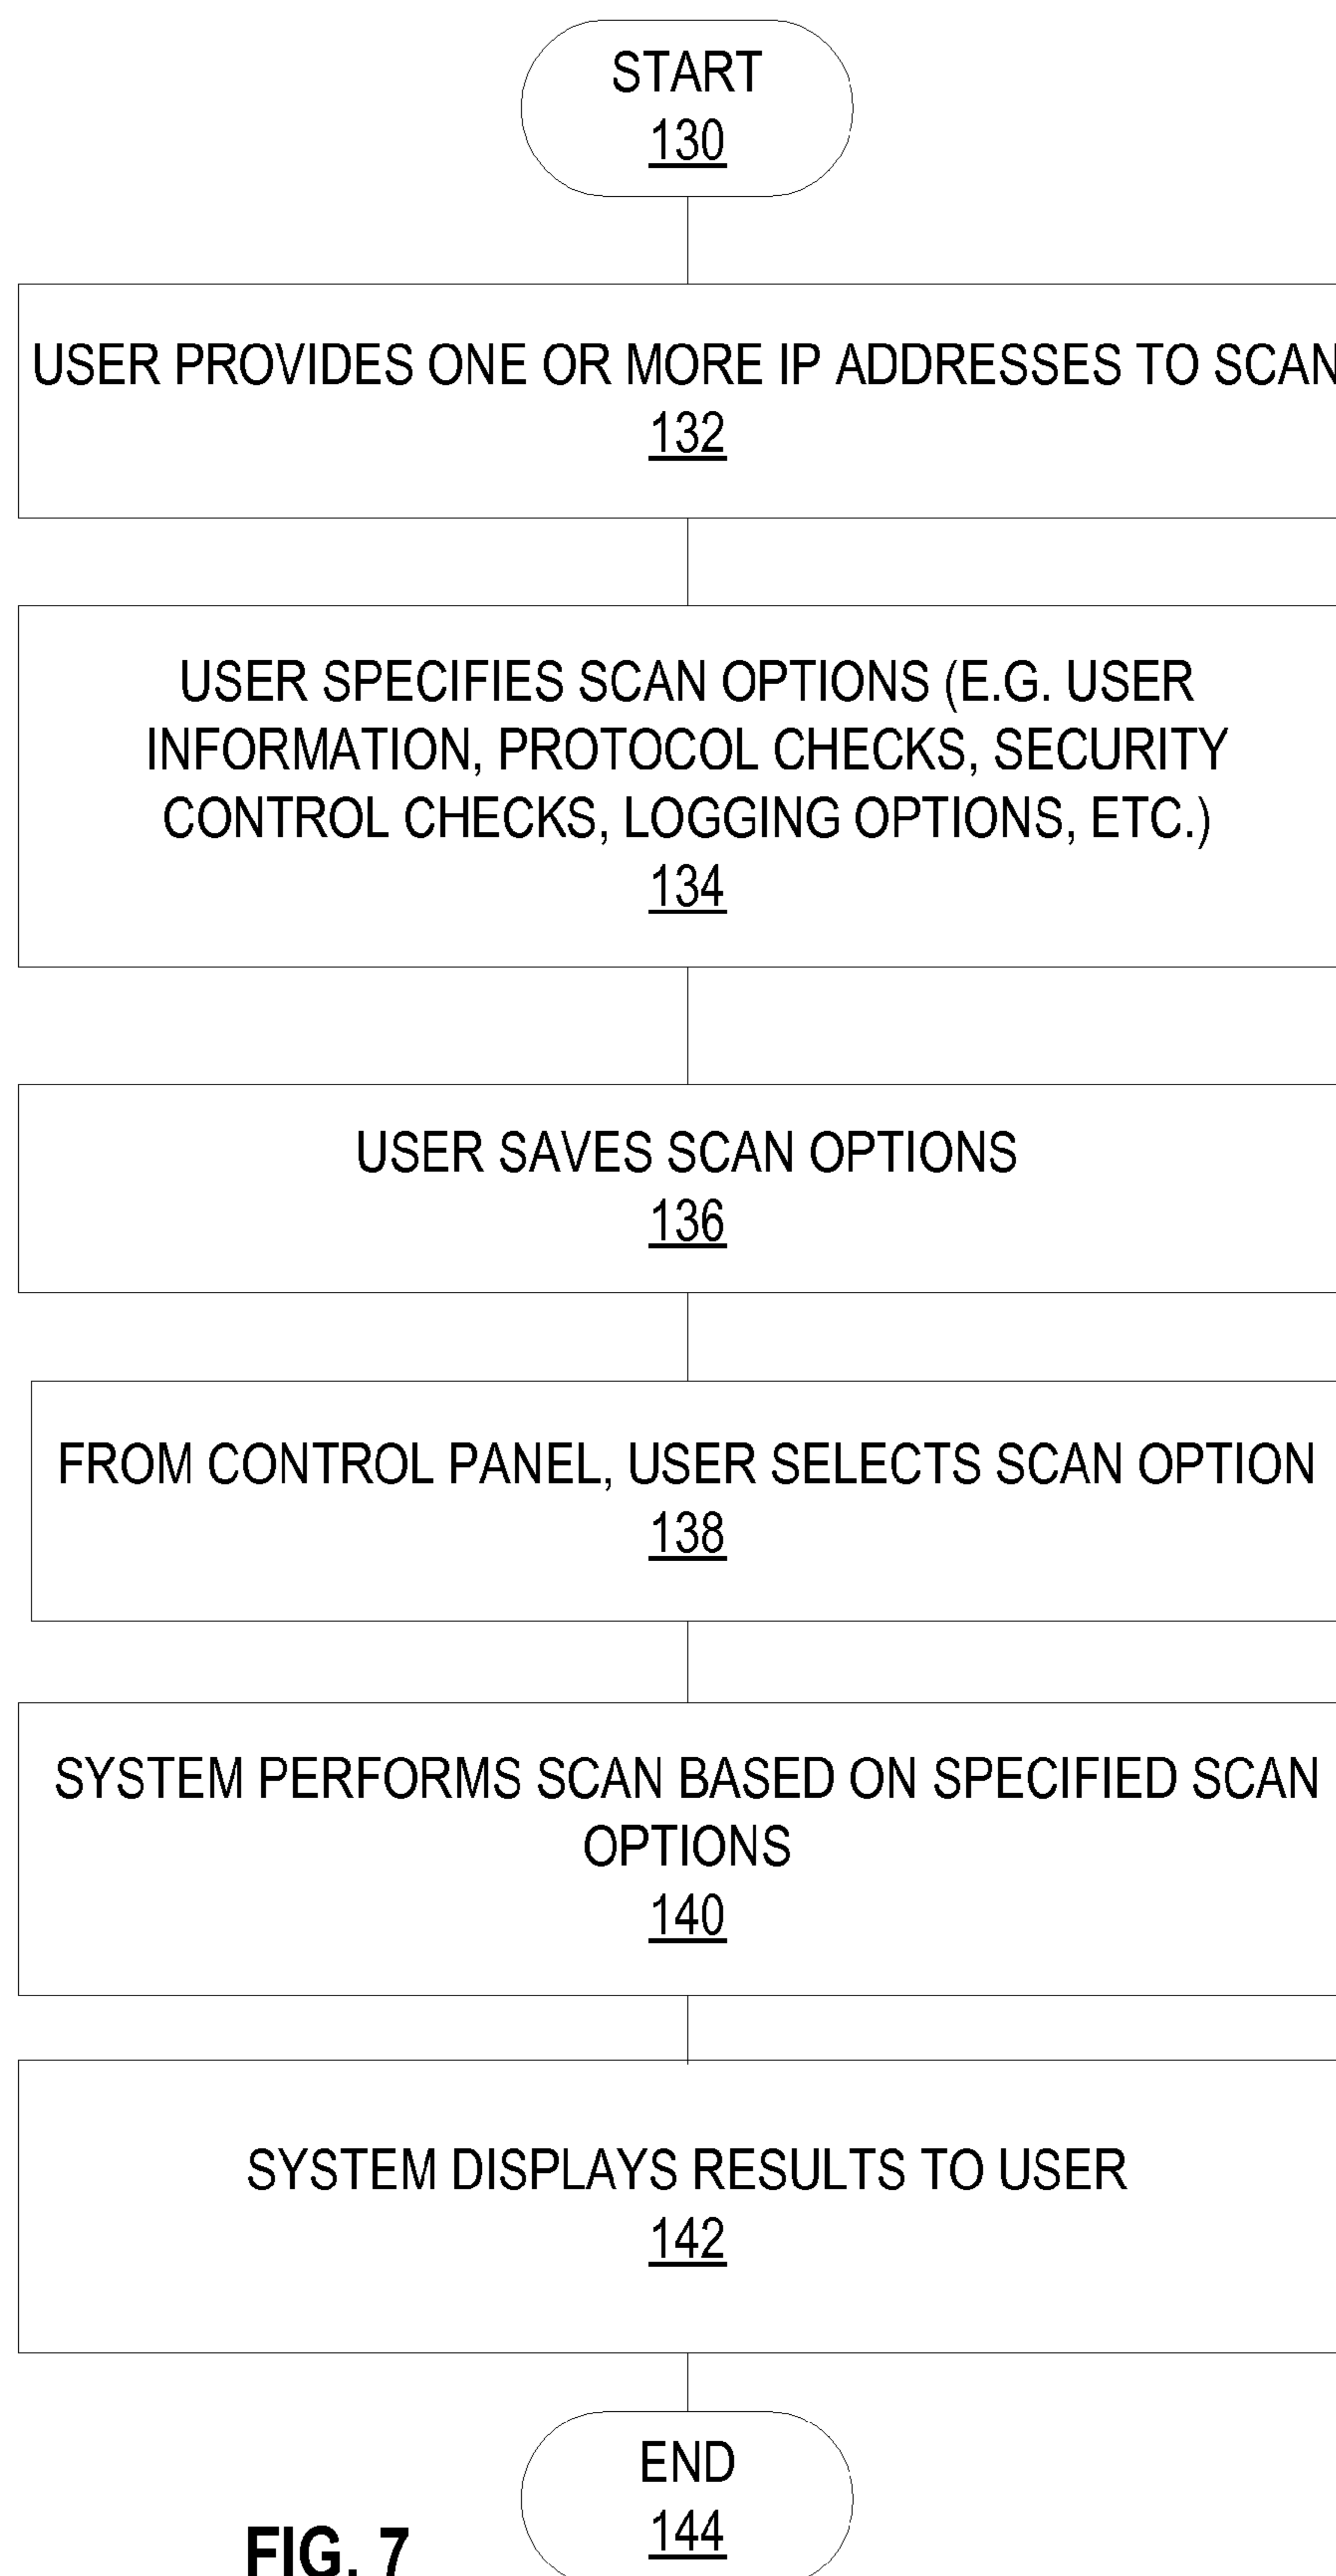 START
130
USER PROVIDES ONE OR MORE IP ADDRESSES TO SCAN
132
USER SPECIFIES SCAN OPTIONS (E.G. USER
INFORMATION, PROTOCOL CHECKS, SECURITY
CONTROL CHECKS, LOGGING OPTIONS, ETC.)
134
USER SAVES SCAN OPTIONS
136
FROM CONTROL PANEL, USER SELECTS SCAN OPTION
138
SYSTEM PERFORMS SCAN BASED ON SPECIFIED SCAN
OPTIONS
140
SYSTEM DISPLAYS RESULTS TO USER
142
END
144
FIG. 7